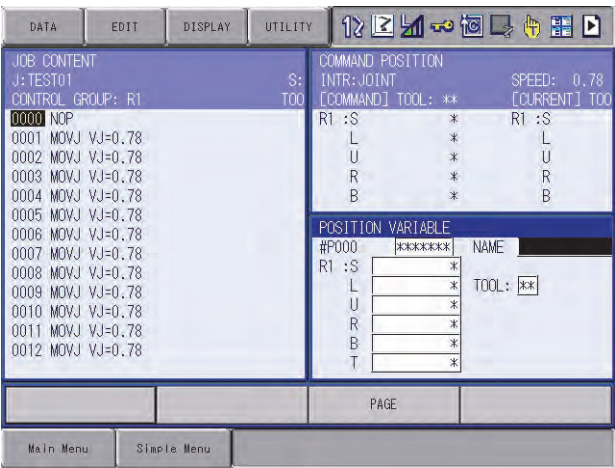 DATA EDIT DISPLAY UTILITY
JOB CONTENT
J:TEST01 S:
CONTROL GROUP: R1 TOO
0000 NOP
0001 MOVJ VJ=0.78
0002 MOVJ VJ=0.78
0003 MOVJ VJ=0.78
0004 MOVJ VJ=0.78
0005 MOVJ VJ=0.78
0006 MOVJ VJ=0.78
0007 MOVJ VJ=0.78
0008 MOVJ VJ=0.78
0009 MOVJ VJ=0.78
0010 MOVJ VJ=0.78
0011 MOVJ VJ=0.78
0012 MOVJ VJ=0.78
COMMAND POSITION
INTR:JOINT SPEED: 0.78
[COMMAND] TOOL: ** [CURRENT] TOO
R1 :S * R1 :S
L * L
U * U
R * R
B * B
POSITION VARIABLE
#P000 ******* NAME
R1 :S *
L * TOOL: **
U *
R *
B *
T *
PAGE
Main Menu Simple Menu